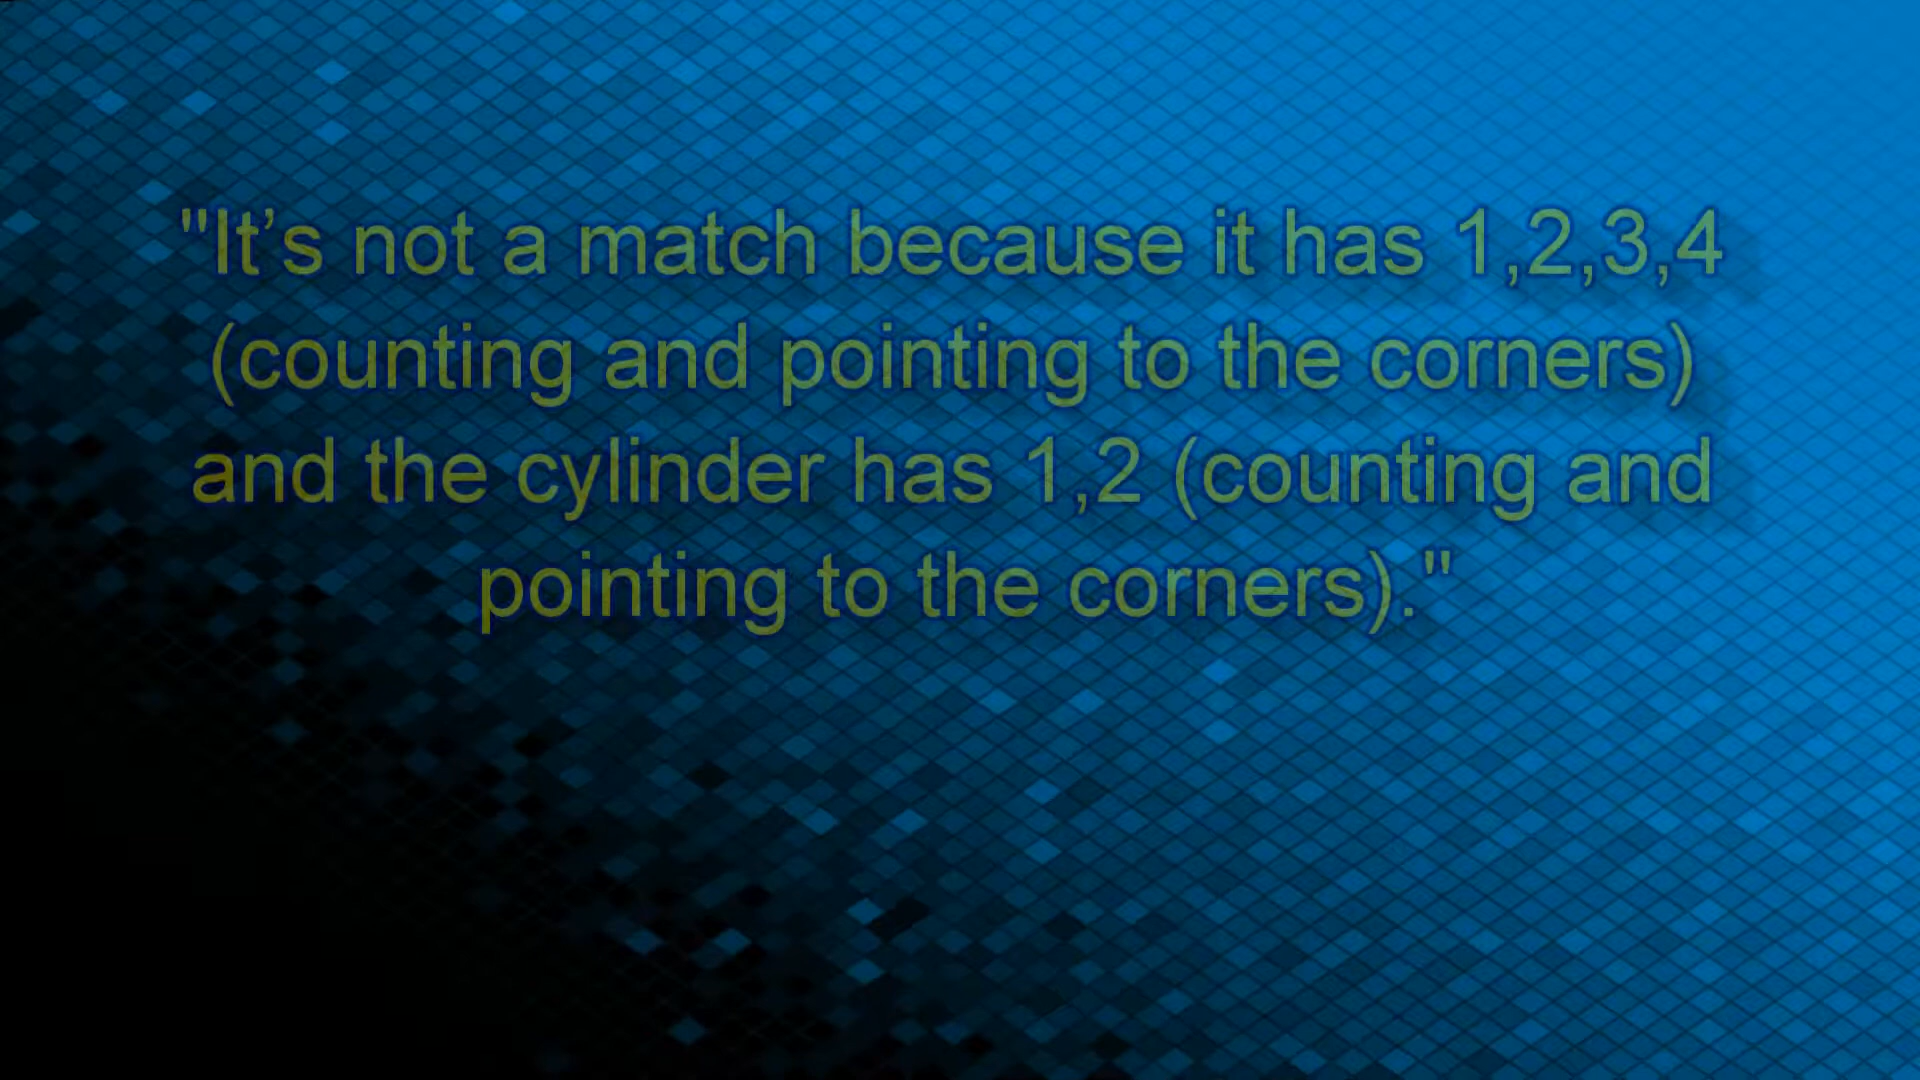 "It’s not a match because it has 1,2,3,4
(counting and pointing to the corners)
and the cylinder has 1,2 (counting and
pointing to the corners)."